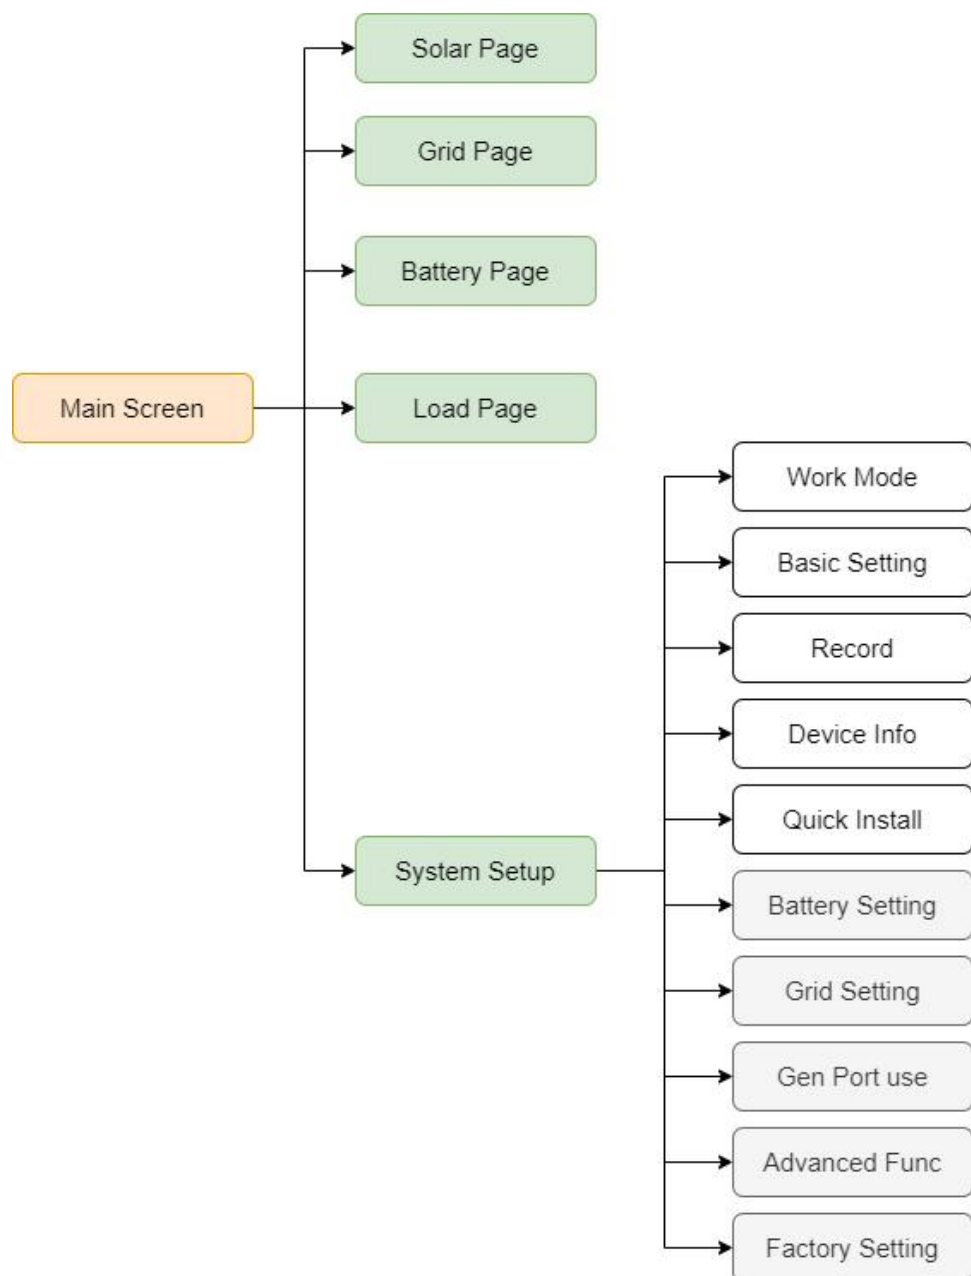 Solar Page
Grid Page
Battery Page
Main Screen
Load Page
Work Mode
Basic Setting
Record
Device Info
Quick Install
System Setup
Battery Setting
Grid Setting
Gen Port use
Advanced Func
Factory Setting